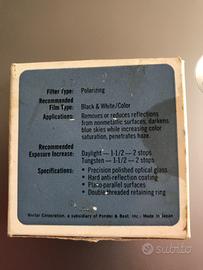 Filter Type: Polarizing
Recommended
Film Type: Black & White/Color
Applications: Removes or reduces reflections
from nonmetallic surfaces, darkens
blue skies while increasing color
saturation, penetrates haze.
Recommended
Exposure Increase: Daylight — 1-1/2 — 2 stops
Tungsten — 1-1/2 — 2 stops
Specifications: • Precision polished optical glass
• Hard anti-reflection coating
• Plano-parallel surfaces
• Double threaded retaining ring
Vivitar Corporation, a subsidiary of Ponder & Best, Inc. Made in Japan
subito